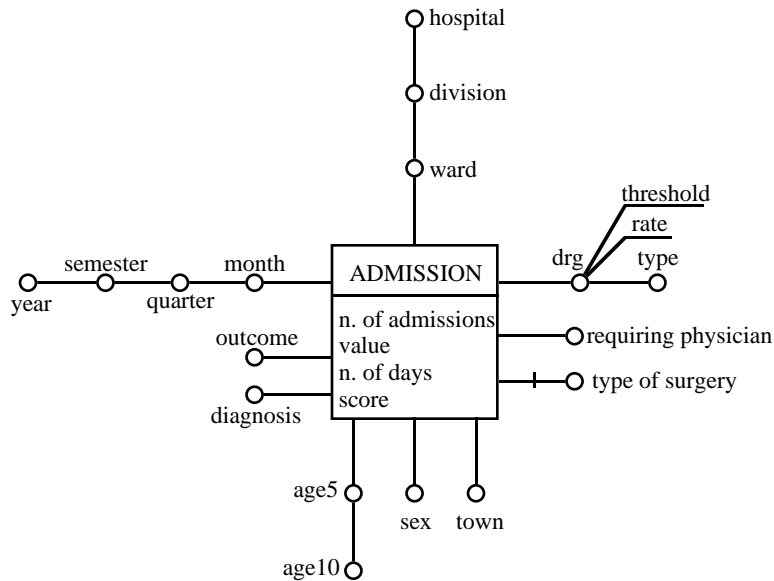 hospital
division
ward
threshold
rate
drg
type
year
semester
quarter
month
ADMISSION
n. of admissions
value
n. of days
score
outcome
diagnosis
requiring physician
type of surgery
age5
sex
town
age10